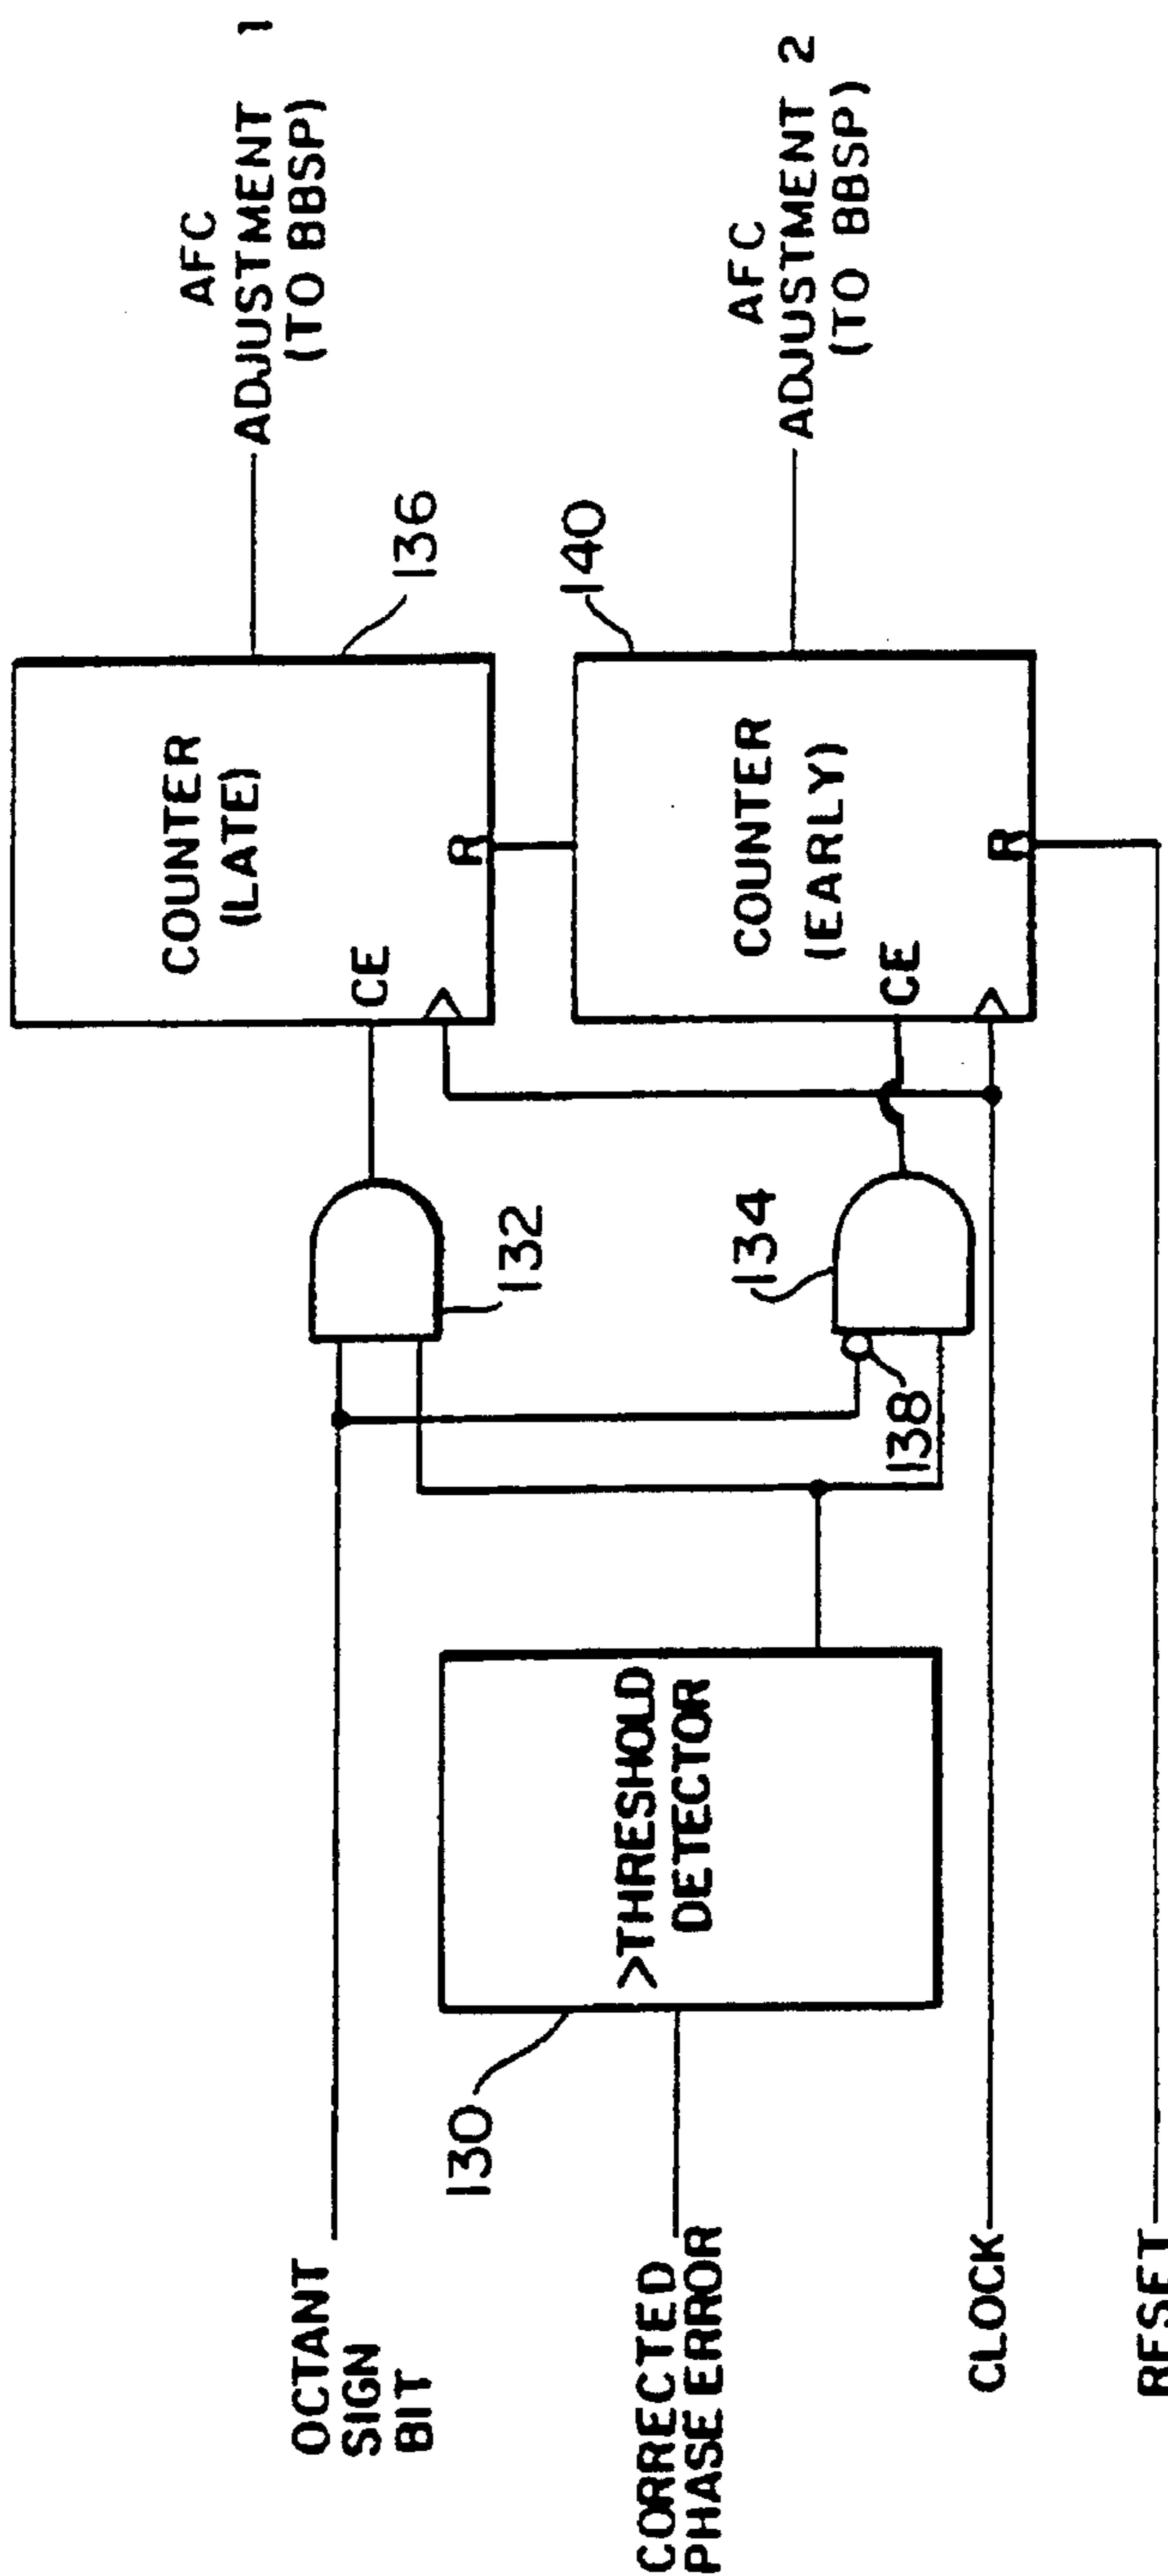 OCTANT
SIGN
BIT
CORRECTED
PHASE ERROR
CLOCK
RESET
130
>THRESHOLD
DETECTOR
132
134
138
COUNTER
(LATE)
CE
R
136
COUNTER
(EARLY)
CE
R
140
AFC
ADJUSTMENT 1
(TO BBSP)
AFC
ADJUSTMENT 2
(TO BBSP)